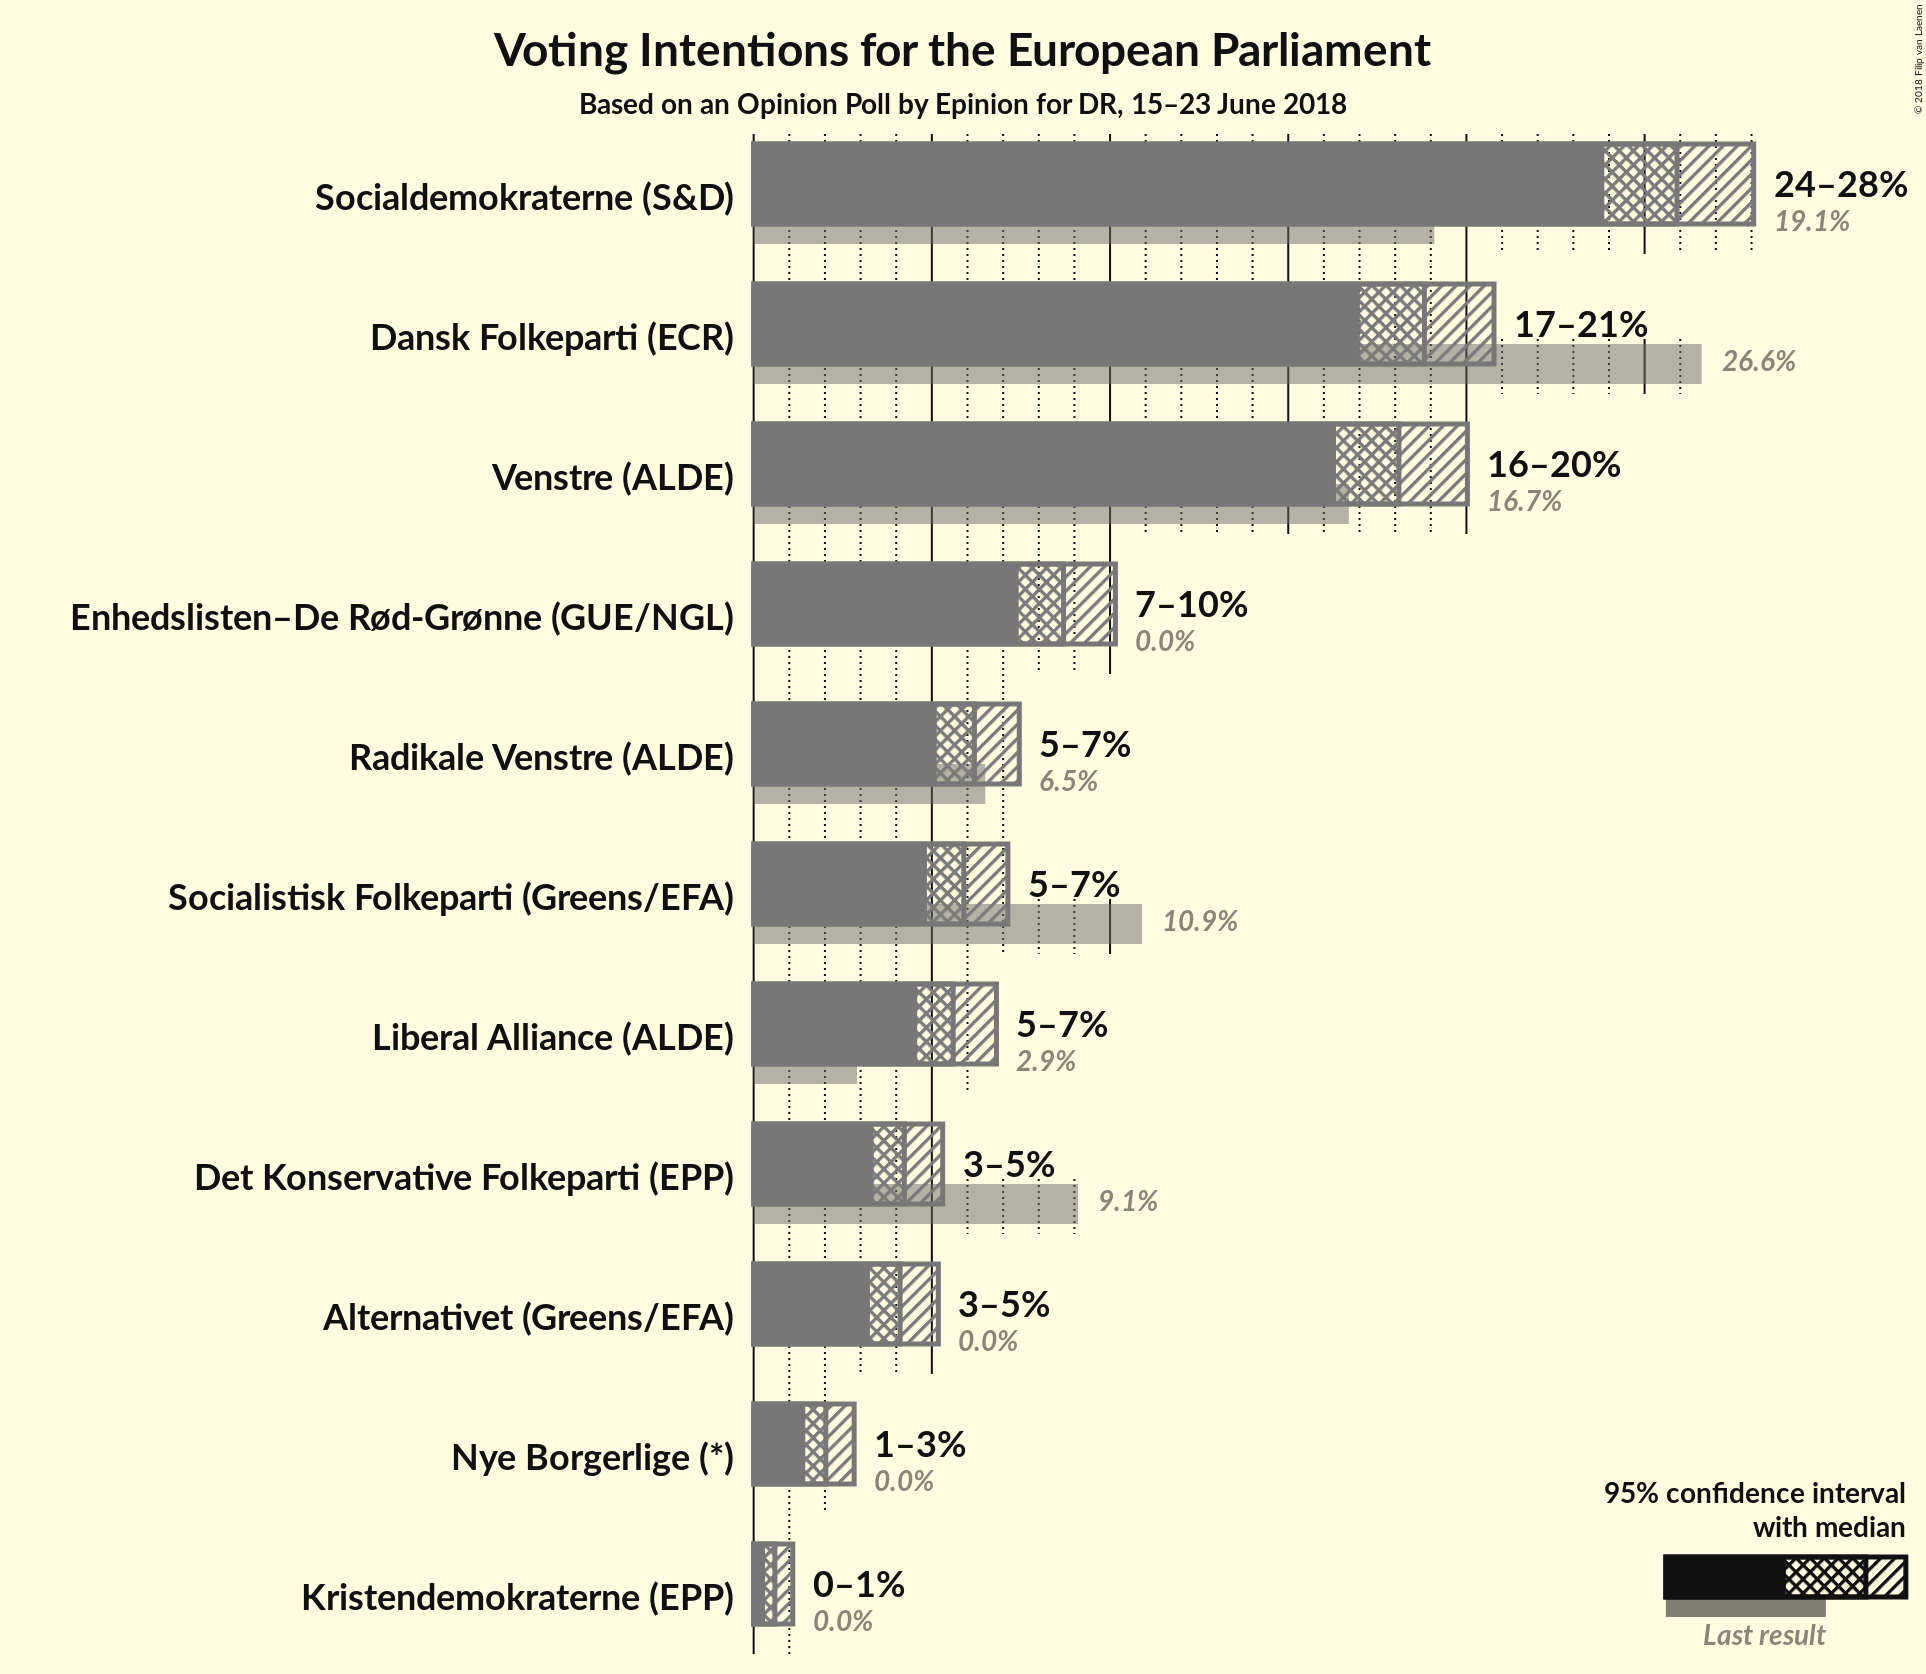 Voting Intentions for the European Parliament
Based on an Opinion Poll by Epinion for DR, 15–23 June 2018
© 2018 Filip van Laenen
Socialdemokraterne (S&D)
24–28%
19.1%
Dansk Folkeparti (ECR)
17–21%
26.6%
Venstre (ALDE)
16–20%
16.7%
Enhedslisten–De Rød-Grønne (GUE/NGL)
7–10%
0.0%
Radikale Venstre (ALDE)
5–7%
6.5%
Socialistisk Folkeparti (Greens/EFA)
5–7%
10.9%
Liberal Alliance (ALDE)
5–7%
2.9%
Det Konservative Folkeparti (EPP)
3–5%
9.1%
Alternativet (Greens/EFA)
3–5%
0.0%
Nye Borgerlige (*)
1–3%
0.0%
Kristendemokraterne (EPP)
0–1%
0.0%
95% confidence interval
with median
Last result